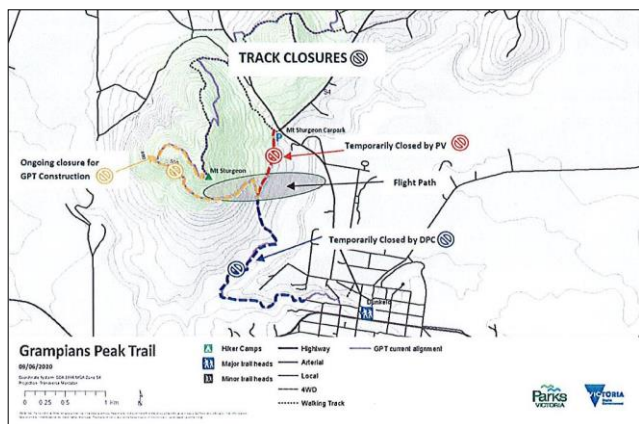 TRACK CLOSURES
Mt Sturgeon Carpark
P
Temporarily Closed by PV
Ongoing closure for
GPT Construction
Mt Sturgeon
Flight Path
Temporarily Closed by DPC
Dunkeld
Grampians Peak Trail
09/06/2020
0 0.25 0.5 1 Km
Hiker Camps
Major trail heads
Minor trail heads
Highway
Arterial
Local
4WD
Walking Track
GPT current alignment
PARKS
VICTORIA
VICTORIA